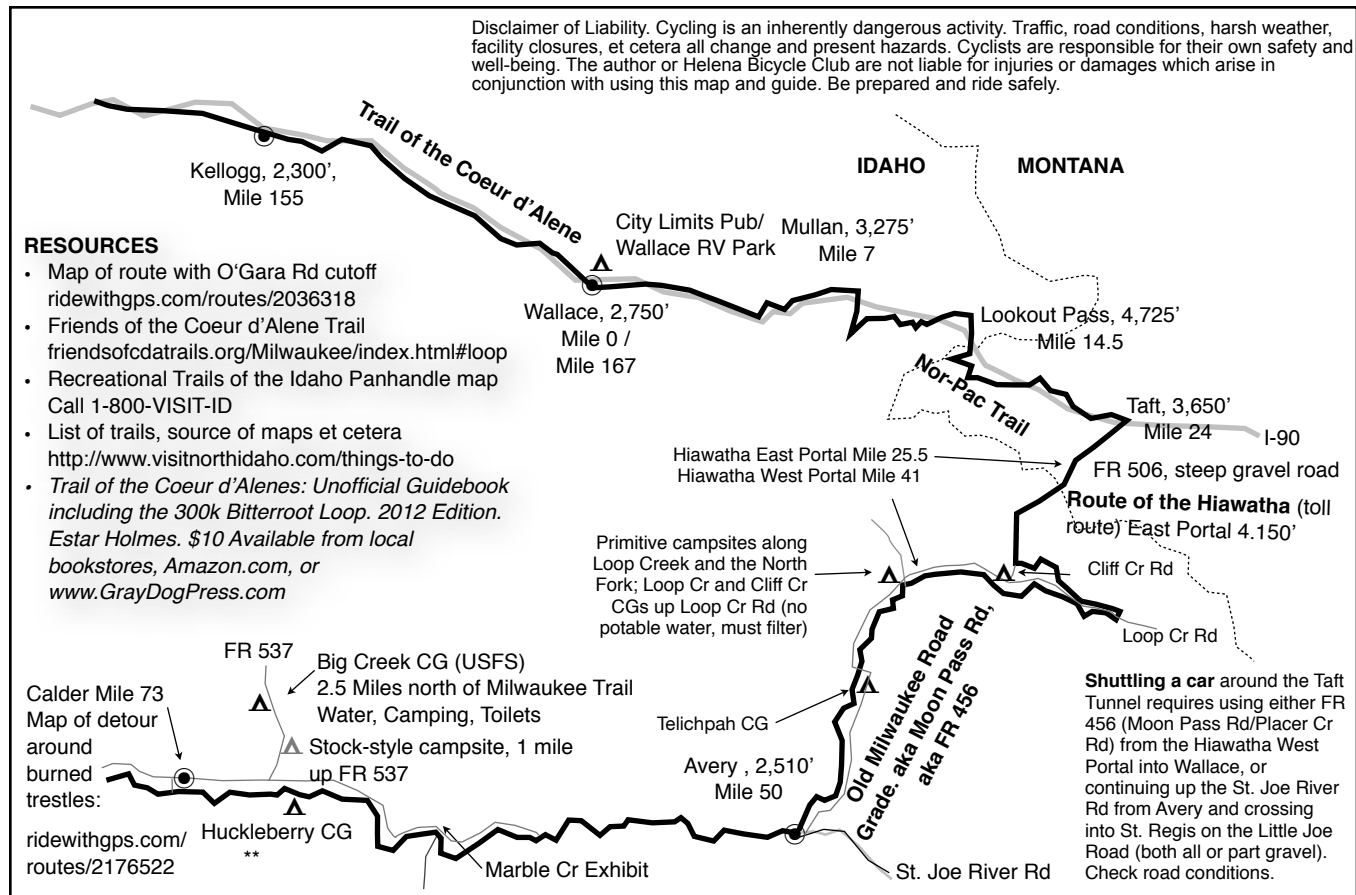 Disclaimer of Liability. Cycling is an inherently dangerous activity. Traffic, road conditions, harsh weather,
facility closures, et cetera all change and present hazards. Cyclists are responsible for their own safety and
well-being. The author or Helena Bicycle Club are not liable for injuries or damages which arise in
conjunction with using this map and guide. Be prepared and ride safely.
Trail of the Coeur d'Alene
IDAHO
MONTANA
Kellogg, 2,300',
Mile 155
City Limits Pub/
Wallace RV Park
Mullan, 3,275'
Mile 7
RESOURCES
• Map of route with O'Gara Rd cutoff
ridewithgps.com/routes/2036318
• Friends of the Coeur d'Alene Trail
friendsofcdatrails.org/Milwaukee/index.html#loop
• Recreational Trails of the Idaho Panhandle map
Call 1-800-VISIT-ID
• List of trails, source of maps et cetera
http://www.visitnorthidaho.com/things-to-do
• Trail of the Coeur d'Alenes: Unofficial Guidebook
including the 300k Bitterroot Loop. 2012 Edition.
Estar Holmes. $10 Available from local
bookstores, Amazon.com, or
www.GrayDogPress.com
Wallace, 2,750'
Mile 0 /
Mile 167
Lookout Pass, 4,725'
Mile 14.5
Nor-Pac Trail
Taft, 3,650'
Mile 24
I-90
Hiawatha East Portal Mile 25.5
Hiawatha West Portal Mile 41
FR 506, steep gravel road
Route of the Hiawatha (toll
route) East Portal 4.150'
Primitive campsites along
Loop Creek and the North
Fork; Loop Cr and Cliff Cr
CGs up Loop Cr Rd (no
potable water, must filter)
Cliff Cr Rd
Loop Cr Rd
FR 537
Big Creek CG (USFS)
2.5 Miles north of Milwaukee Trail
Water, Camping, Toilets
Stock-style campsite, 1 mile
up FR 537
Calder Mile 73
Map of detour
around
burned
trestles:
ridewithgps.com/
routes/2176522
Huckleberry CG
**
Marble Cr Exhibit
Telichpah CG
Old Milwaukee Road
Grade. aka Moon Pass Rd,
aka FR 456
Avery , 2,510'
Mile 50
St. Joe River Rd
Shuttling a car around the Taft
Tunnel requires using either FR
456 (Moon Pass Rd/Placer Cr
Rd) from the Hiawatha West
Portal into Wallace, or
continuing up the St. Joe River
Rd from Avery and crossing
into St. Regis on the Little Joe
Road (both all or part gravel).
Check road conditions.